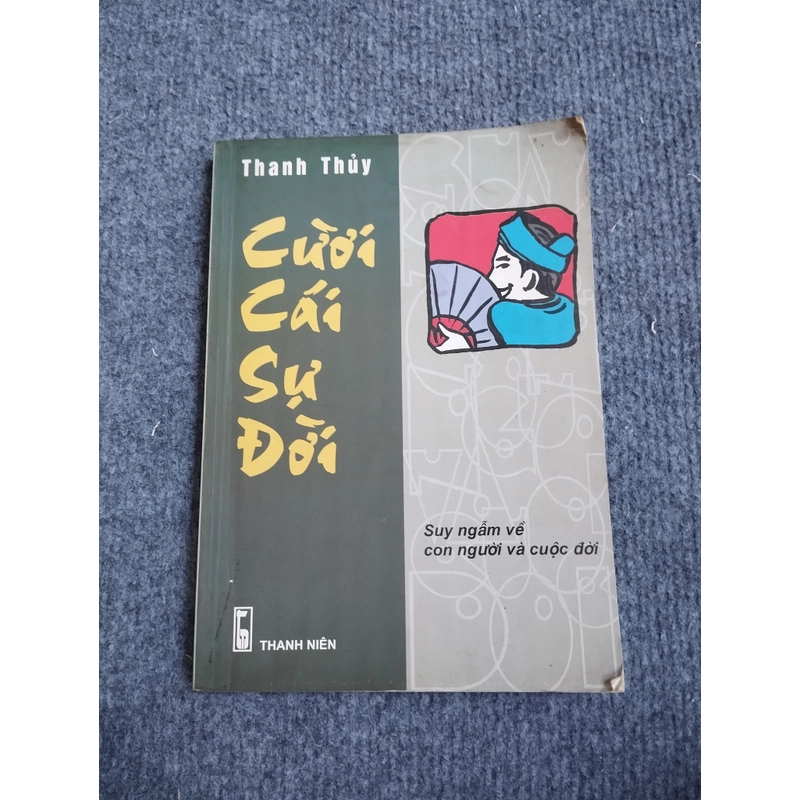 Thanh Thủy
Cười
Cái
Sự
Đời
Suy ngẫm về
con người và cuộc đời
THANH NIÊN